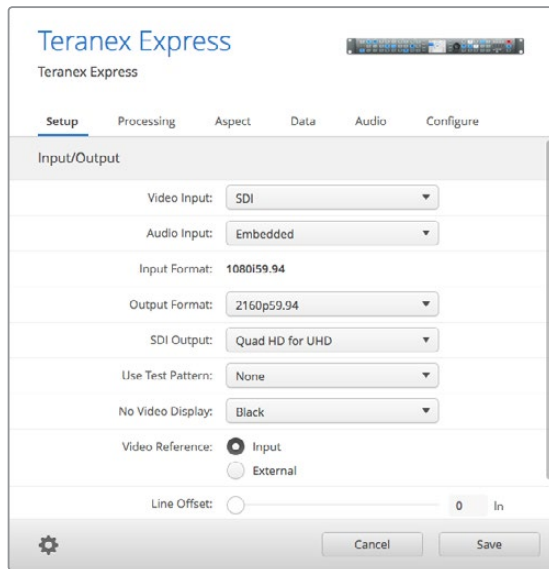 Teranex Express
Teranex Express
Setup Processing Aspect Data Audio Configure
Input/Output
Video Input: SDI
Audio Input: Embedded
Input Format: 1080i59.94
Output Format: 2160p59.94
SDI Output: Quad HD for UHD
Use Test Pattern: None
No Video Display: Black
Video Reference: Input
External
Line Offset: 0 ln
Cancel Save